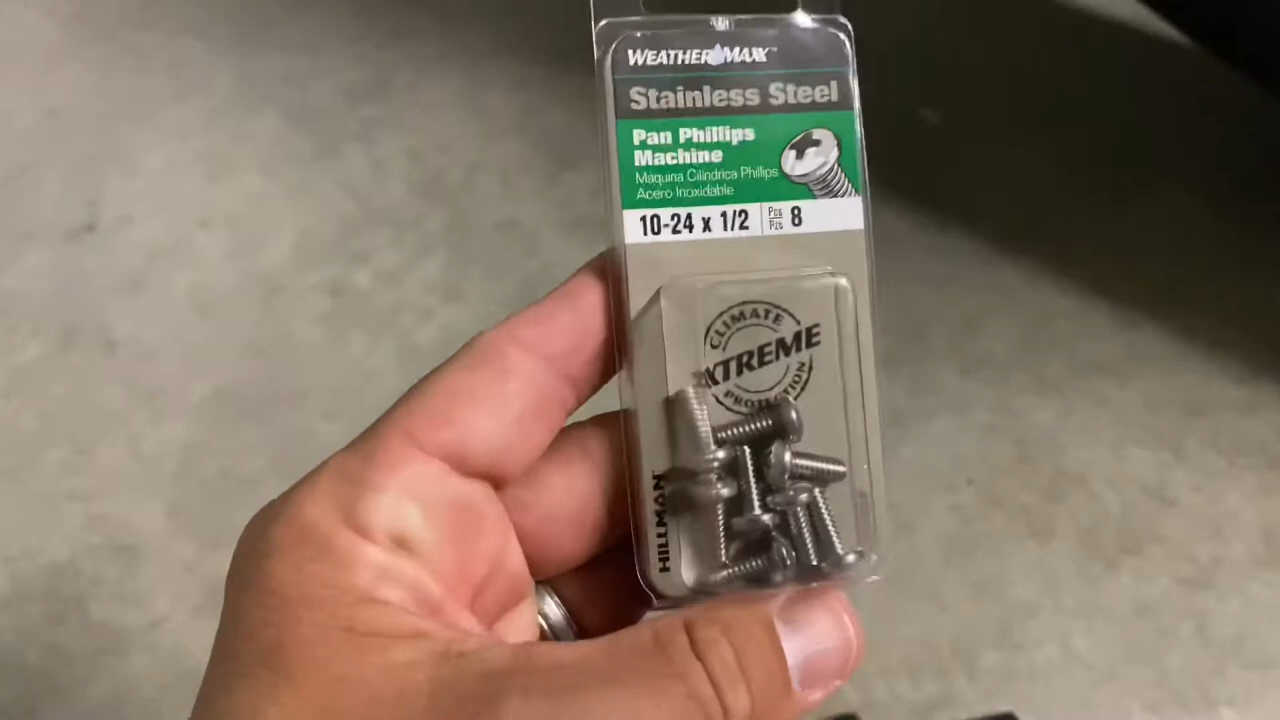 WEATHERMAXX™
Stainless Steel
Pan Phillips
Machine
Máquina Cilíndrica Phillips
Acero Inoxidable
10-24 x 1/2
Pcs
Pzs
8
CLIMATE
XTREME
PROTECTION
HILLMAN